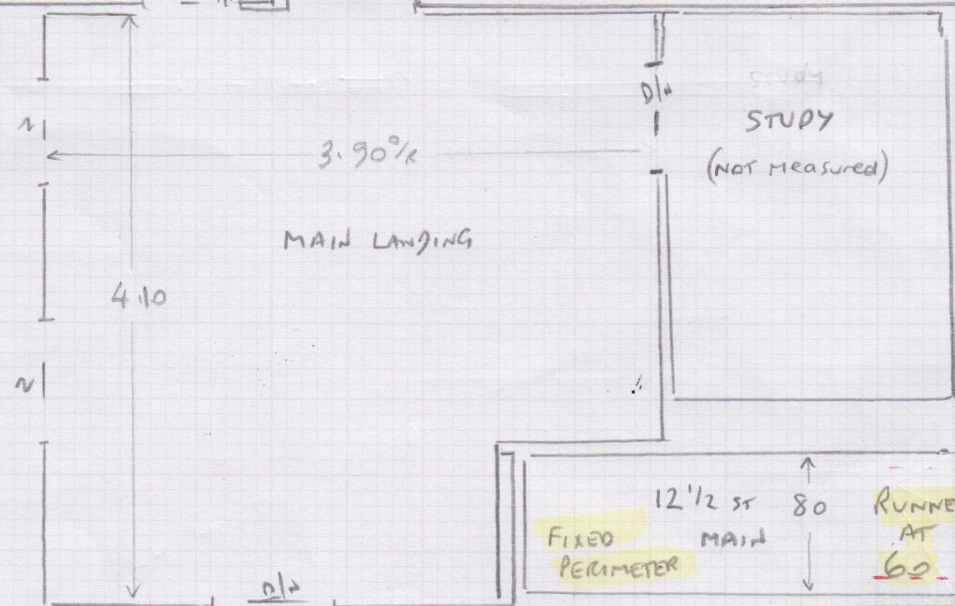 D/N
study
STUDY
(NOT Measured)
3.90 %R
MAIN LANDING
4.10
N
N
12 1/2 ST 80
MAIN
FIXED
PERIMETER
RUNNE
AT
60
D/N